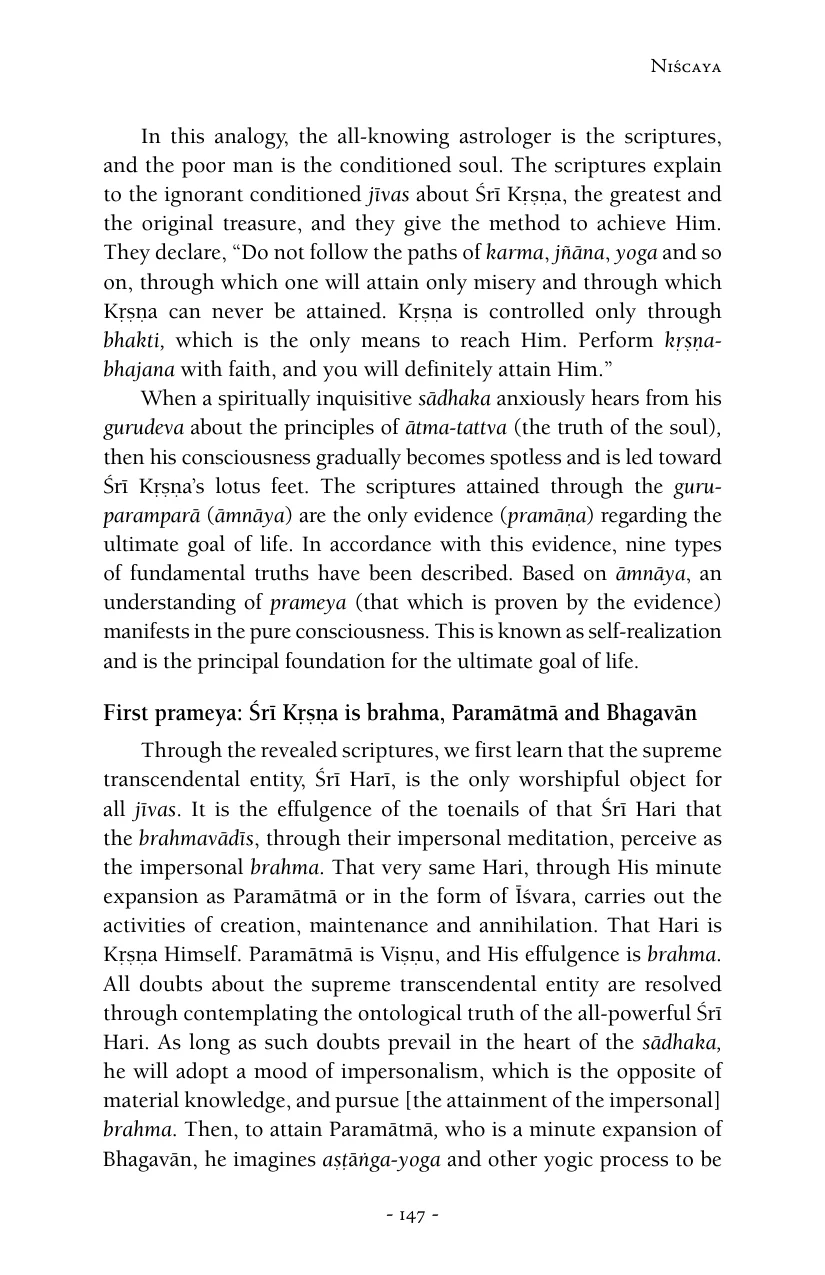 Niścaya
In this analogy, the all-knowing astrologer is the scriptures,
and the poor man is the conditioned soul. The scriptures explain
to the ignorant conditioned jīvas about Śrī Kṛṣṇa, the greatest and
the original treasure, and they give the method to achieve Him.
They declare, “Do not follow the paths of karma, jñāna, yoga and so
on, through which one will attain only misery and through which
Kṛṣṇa can never be attained. Kṛṣṇa is controlled only through
bhakti, which is the only means to reach Him. Perform kṛṣṇa-
bhajana with faith, and you will definitely attain Him.”
When a spiritually inquisitive sādhaka anxiously hears from his
gurudeva about the principles of ātma-tattva (the truth of the soul),
then his consciousness gradually becomes spotless and is led toward
Śrī Kṛṣṇa’s lotus feet. The scriptures attained through the guru-
paramparā (āmnāya) are the only evidence (pramāṇa) regarding the
ultimate goal of life. In accordance with this evidence, nine types
of fundamental truths have been described. Based on āmnāya, an
understanding of prameya (that which is proven by the evidence)
manifests in the pure consciousness. This is known as self-realization
and is the principal foundation for the ultimate goal of life.
First prameya: Śrī Kṛṣṇa is brahma, Paramātmā and Bhagavān
Through the revealed scriptures, we first learn that the supreme
transcendental entity, Śrī Harī, is the only worshipful object for
all jīvas. It is the effulgence of the toenails of that Śrī Hari that
the brahmavādīs, through their impersonal meditation, perceive as
the impersonal brahma. That very same Hari, through His minute
expansion as Paramātmā or in the form of Īśvara, carries out the
activities of creation, maintenance and annihilation. That Hari is
Kṛṣṇa Himself. Paramātmā is Viṣṇu, and His effulgence is brahma.
All doubts about the supreme transcendental entity are resolved
through contemplating the ontological truth of the all-powerful Śrī
Hari. As long as such doubts prevail in the heart of the sādhaka,
he will adopt a mood of impersonalism, which is the opposite of
material knowledge, and pursue [the attainment of the impersonal]
brahma. Then, to attain Paramātmā, who is a minute expansion of
Bhagavān, he imagines aṣṭāṅga-yoga and other yogic process to be
- 147 -